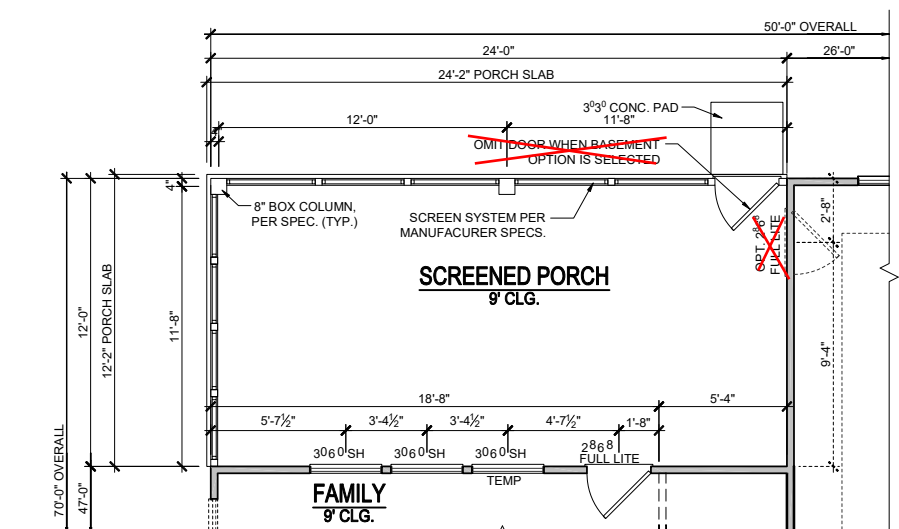 50'-0" OVERALL
24'-0"
26'-0"
24'-2" PORCH SLAB
3⁰3⁰ CONC. PAD
12'-0"
11'-8"
OMIT DOOR WHEN BASEMENT
OPTION IS SELECTED
4"
8" BOX COLUMN,
PER SPEC. (TYP.)
SCREEN SYSTEM PER
MANUFACURER SPECS.
2'-8"
OPT. 2⁸6⁸
FULL LITE
SCREENED PORCH
9' CLG.
12'-0"
12'-2" PORCH SLAB
11'-8"
9'-4"
18'-8"
5'-4"
5'-7½"
3'-4½"
3'-4½"
4'-7½"
1'-8"
3⁰6⁰SH
3⁰6⁰SH
3⁰6⁰SH
2⁸6⁸
FULL LITE
TEMP
70'-0" OVERALL
47'-0"
FAMILY
9' CLG.